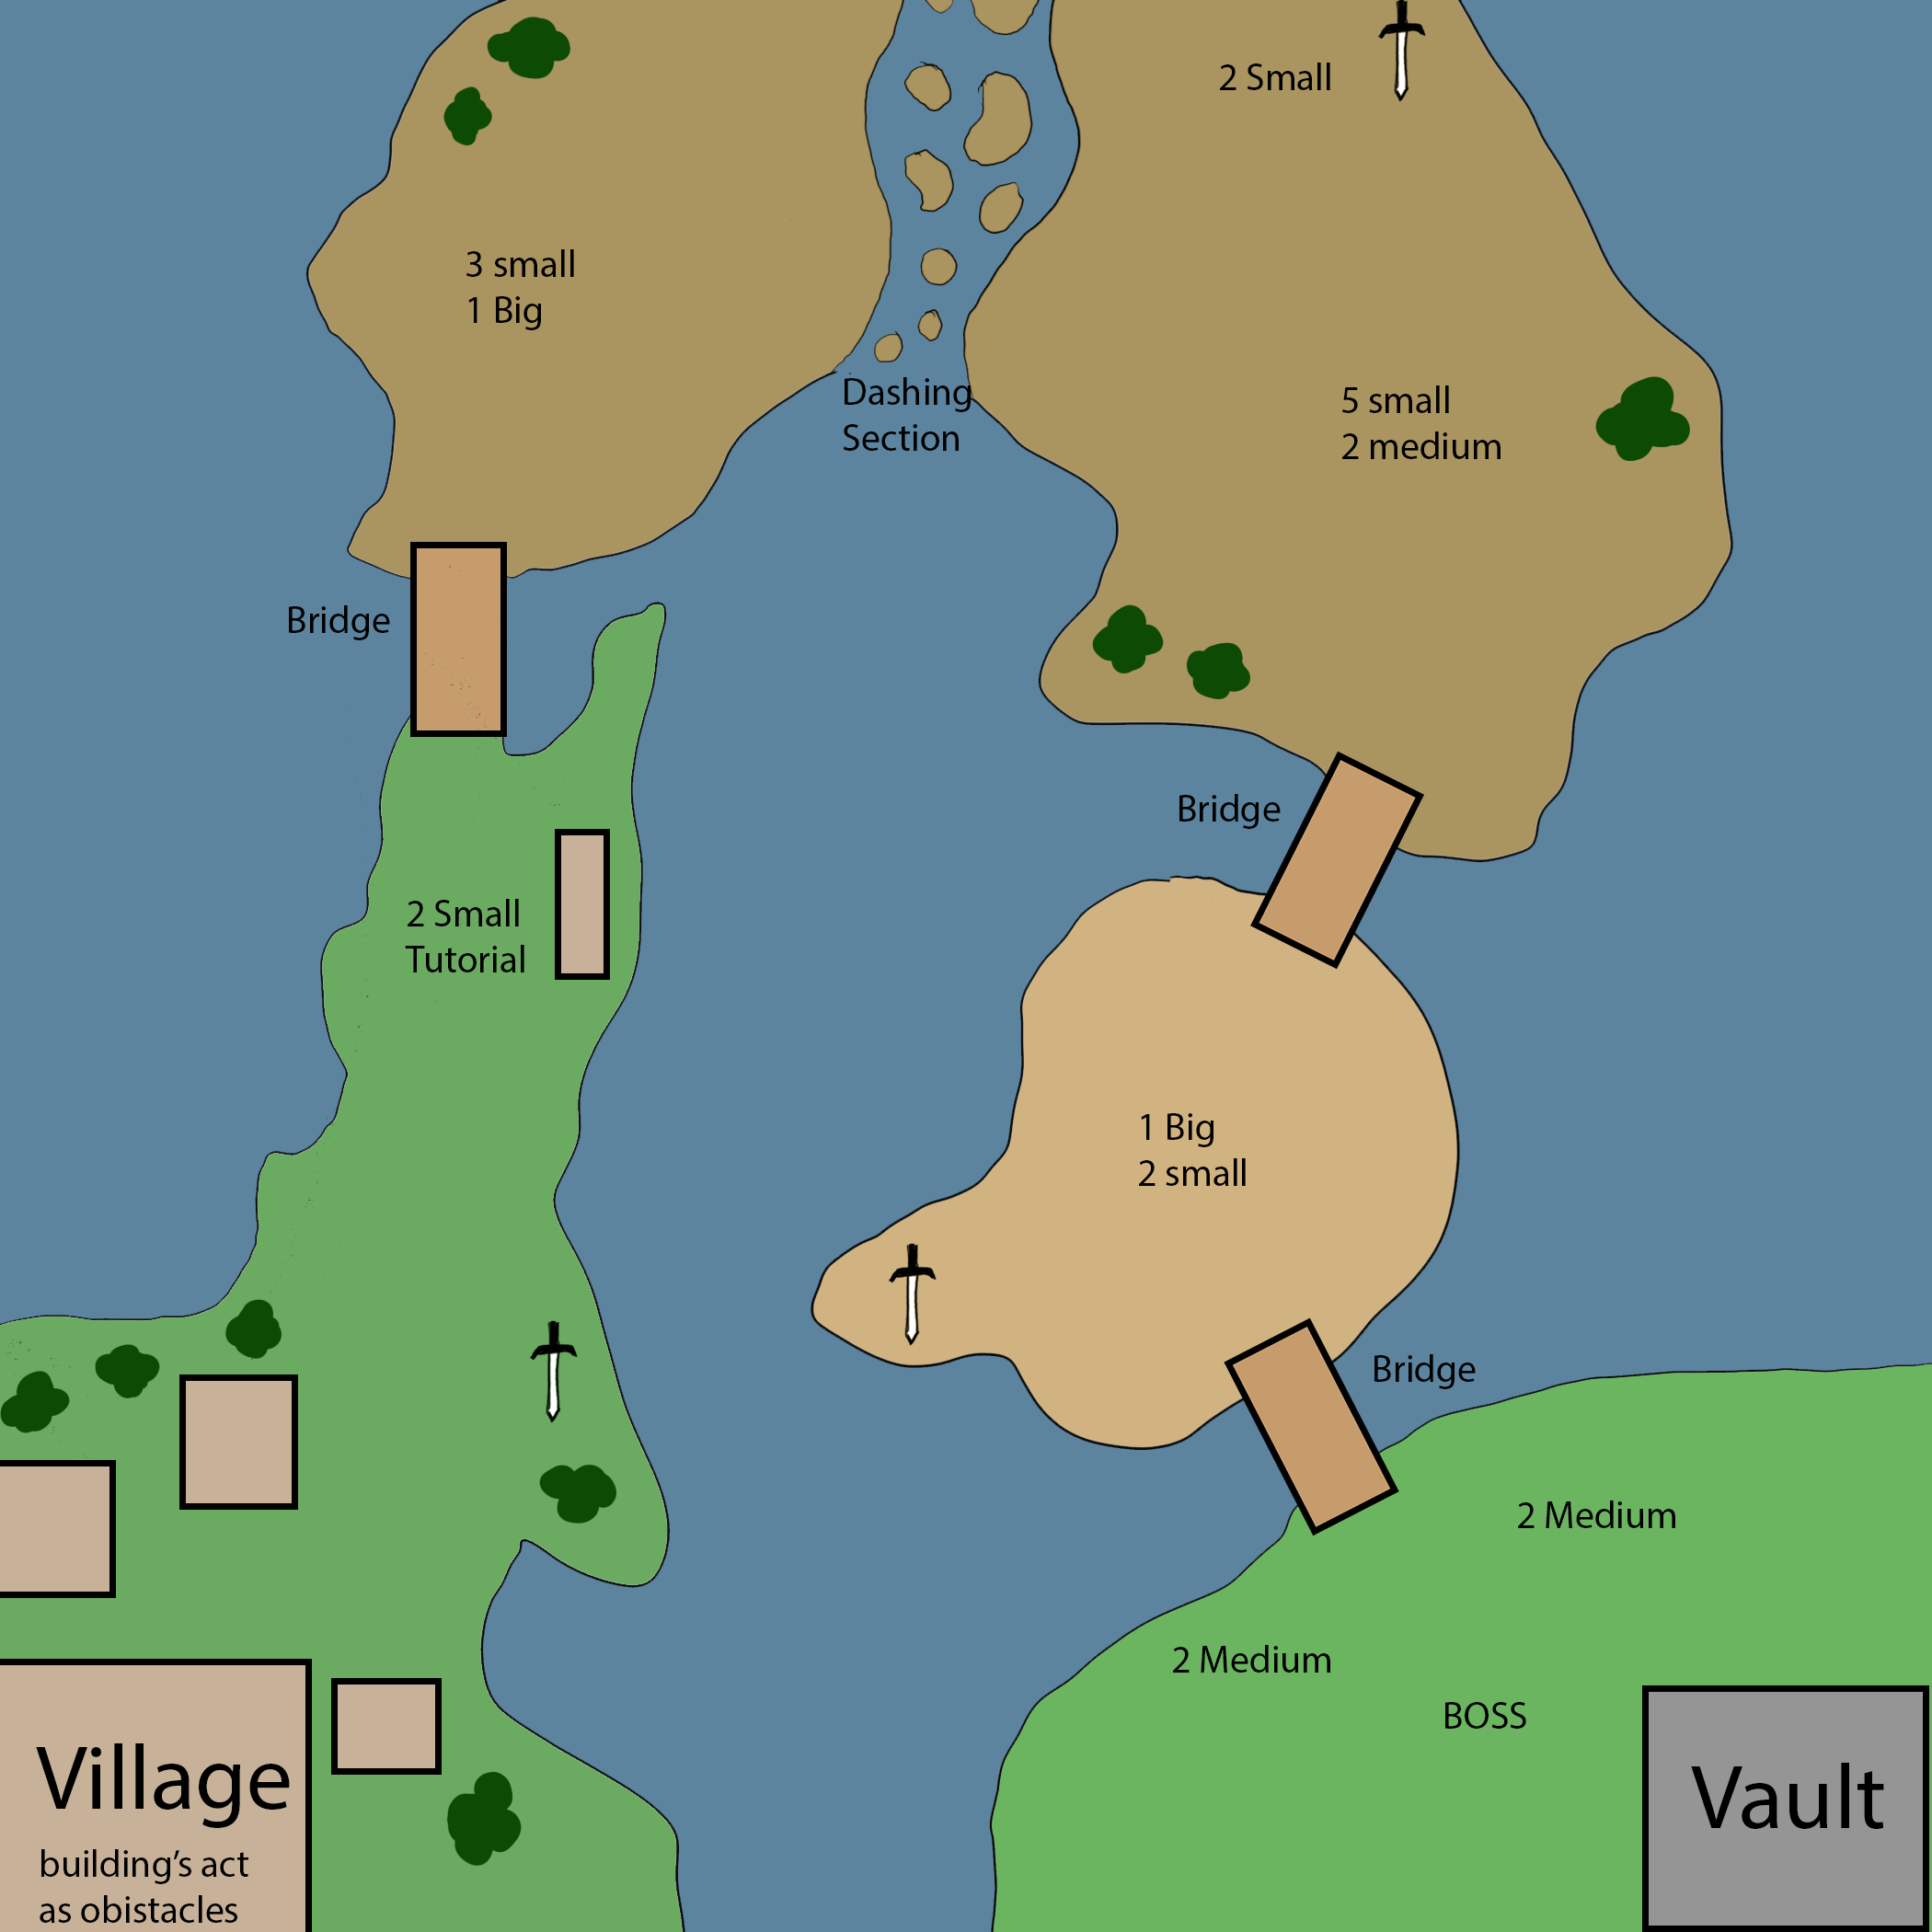 2 Small
3 small
1 Big
Dashing
Section
5 small
2 medium
Bridge
Bridge
2 Small
Tutorial
1 Big
2 small
Bridge
2 Medium
2 Medium
BOSS
Village
building's act
as obistacles
Vault